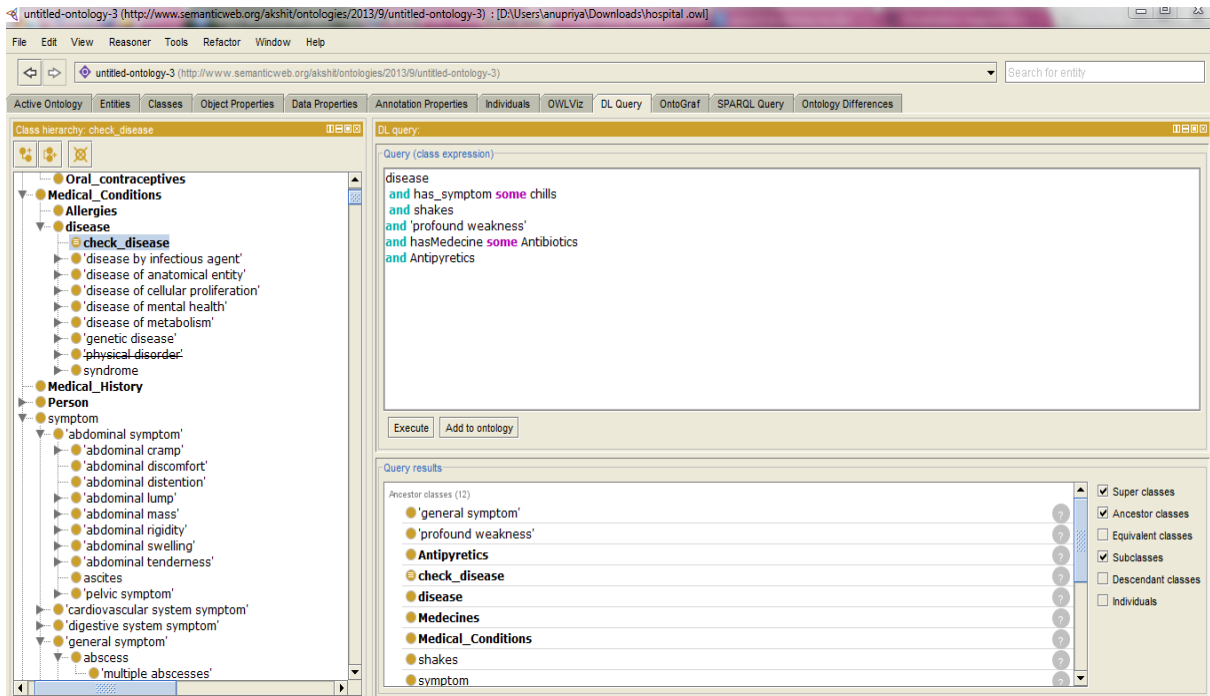 untitled-ontology-3 (http://www.semanticweb.org/akshit/ontologies/2013/9/untitled-ontology-3) : [D:\Users\anupriya\Downloads\hospital .owl]
File Edit View Reasoner Tools Refactor Window Help
untitled-ontology-3 (http://www.semanticweb.org/akshit/ontologies/2013/9/untitled-ontology-3)
Search for entity
Active Ontology Entities Classes Object Properties Data Properties Annotation Properties Individuals OWLViz DL Query OntoGraf SPARQL Query Ontology Differences
Class hierarchy: check_disease
Oral_contraceptives
Medical_Conditions
Allergies
disease
check_disease
'disease by infectious agent'
'disease of anatomical entity'
'disease of cellular proliferation'
'disease of mental health'
'disease of metabolism'
'genetic disease'
'physical disorder'
syndrome
Medical_History
Person
symptom
'abdominal symptom'
'abdominal cramp'
'abdominal discomfort'
'abdominal distention'
'abdominal lump'
'abdominal mass'
'abdominal rigidity'
'abdominal swelling'
'abdominal tenderness'
ascites
'pelvic symptom'
'cardiovascular system symptom'
'digestive system symptom'
'general symptom'
abscess
'multiple abscesses'
DL query:
Query (class expression)
disease
and has_symptom some chills
and shakes
and 'profound weakness'
and hasMedecine some Antibiotics
and Antipyretics
Execute Add to ontology
Query results
Ancestor classes (12)
'general symptom'
'profound weakness'
Antipyretics
check_disease
disease
Medecines
Medical_Conditions
shakes
symptom
Super classes
Ancestor classes
Equivalent classes
Subclasses
Descendant classes
Individuals